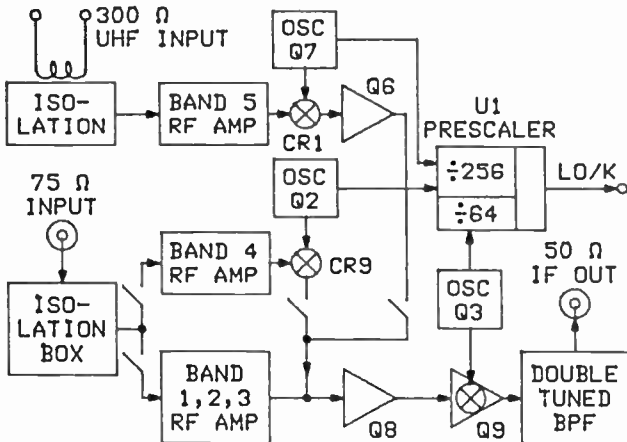 300 Ω
UHF INPUT
OSC
Q7
Q6
ISO-
LATION
BAND 5
RF AMP
CR1
U1
PRESCALER
÷256
÷64
LO/K
75 Ω
INPUT
OSC
Q2
BAND 4
RF AMP
CR9
50 Ω
IF OUT
OSC
Q3
ISO-
LATION
BOX
BAND
1,2,3
RF AMP
Q8
Q9
DOUBLE
TUNED
BPF